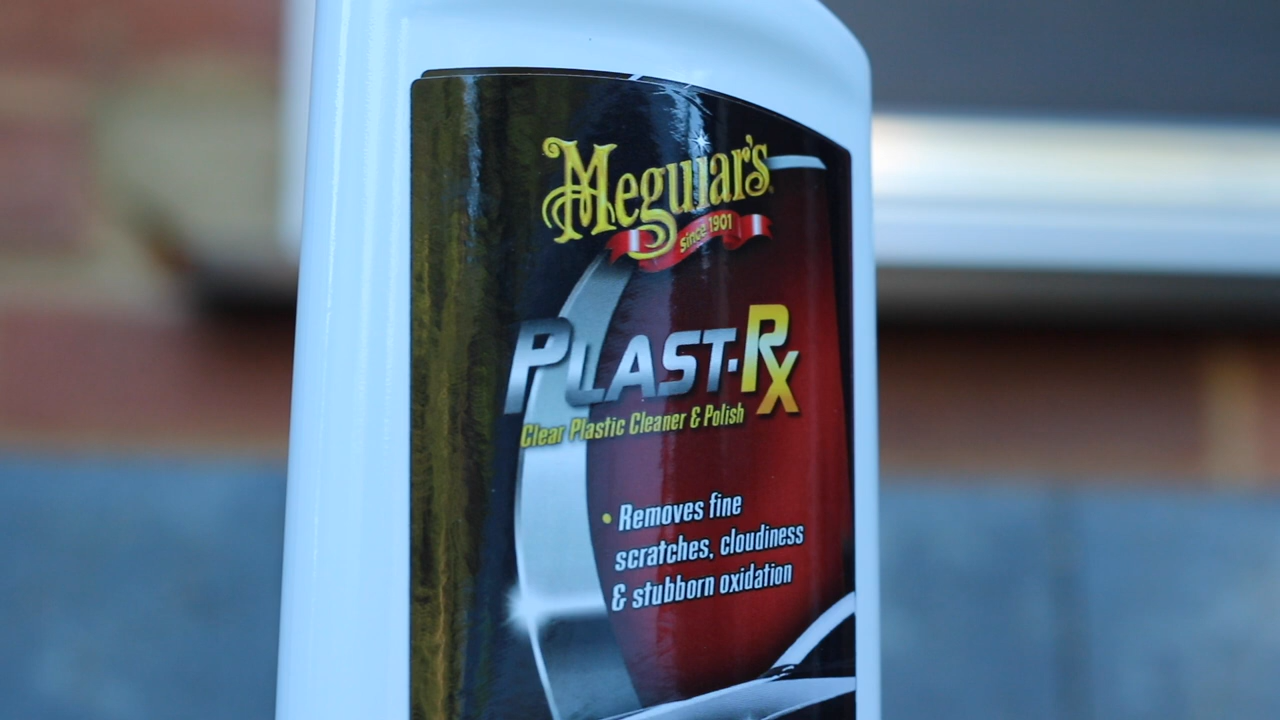 Meguiar's
Since 1901
PLAST-Rx
Clear Plastic Cleaner & Polish
• Removes fine
scratches, cloudiness
& stubborn oxidation